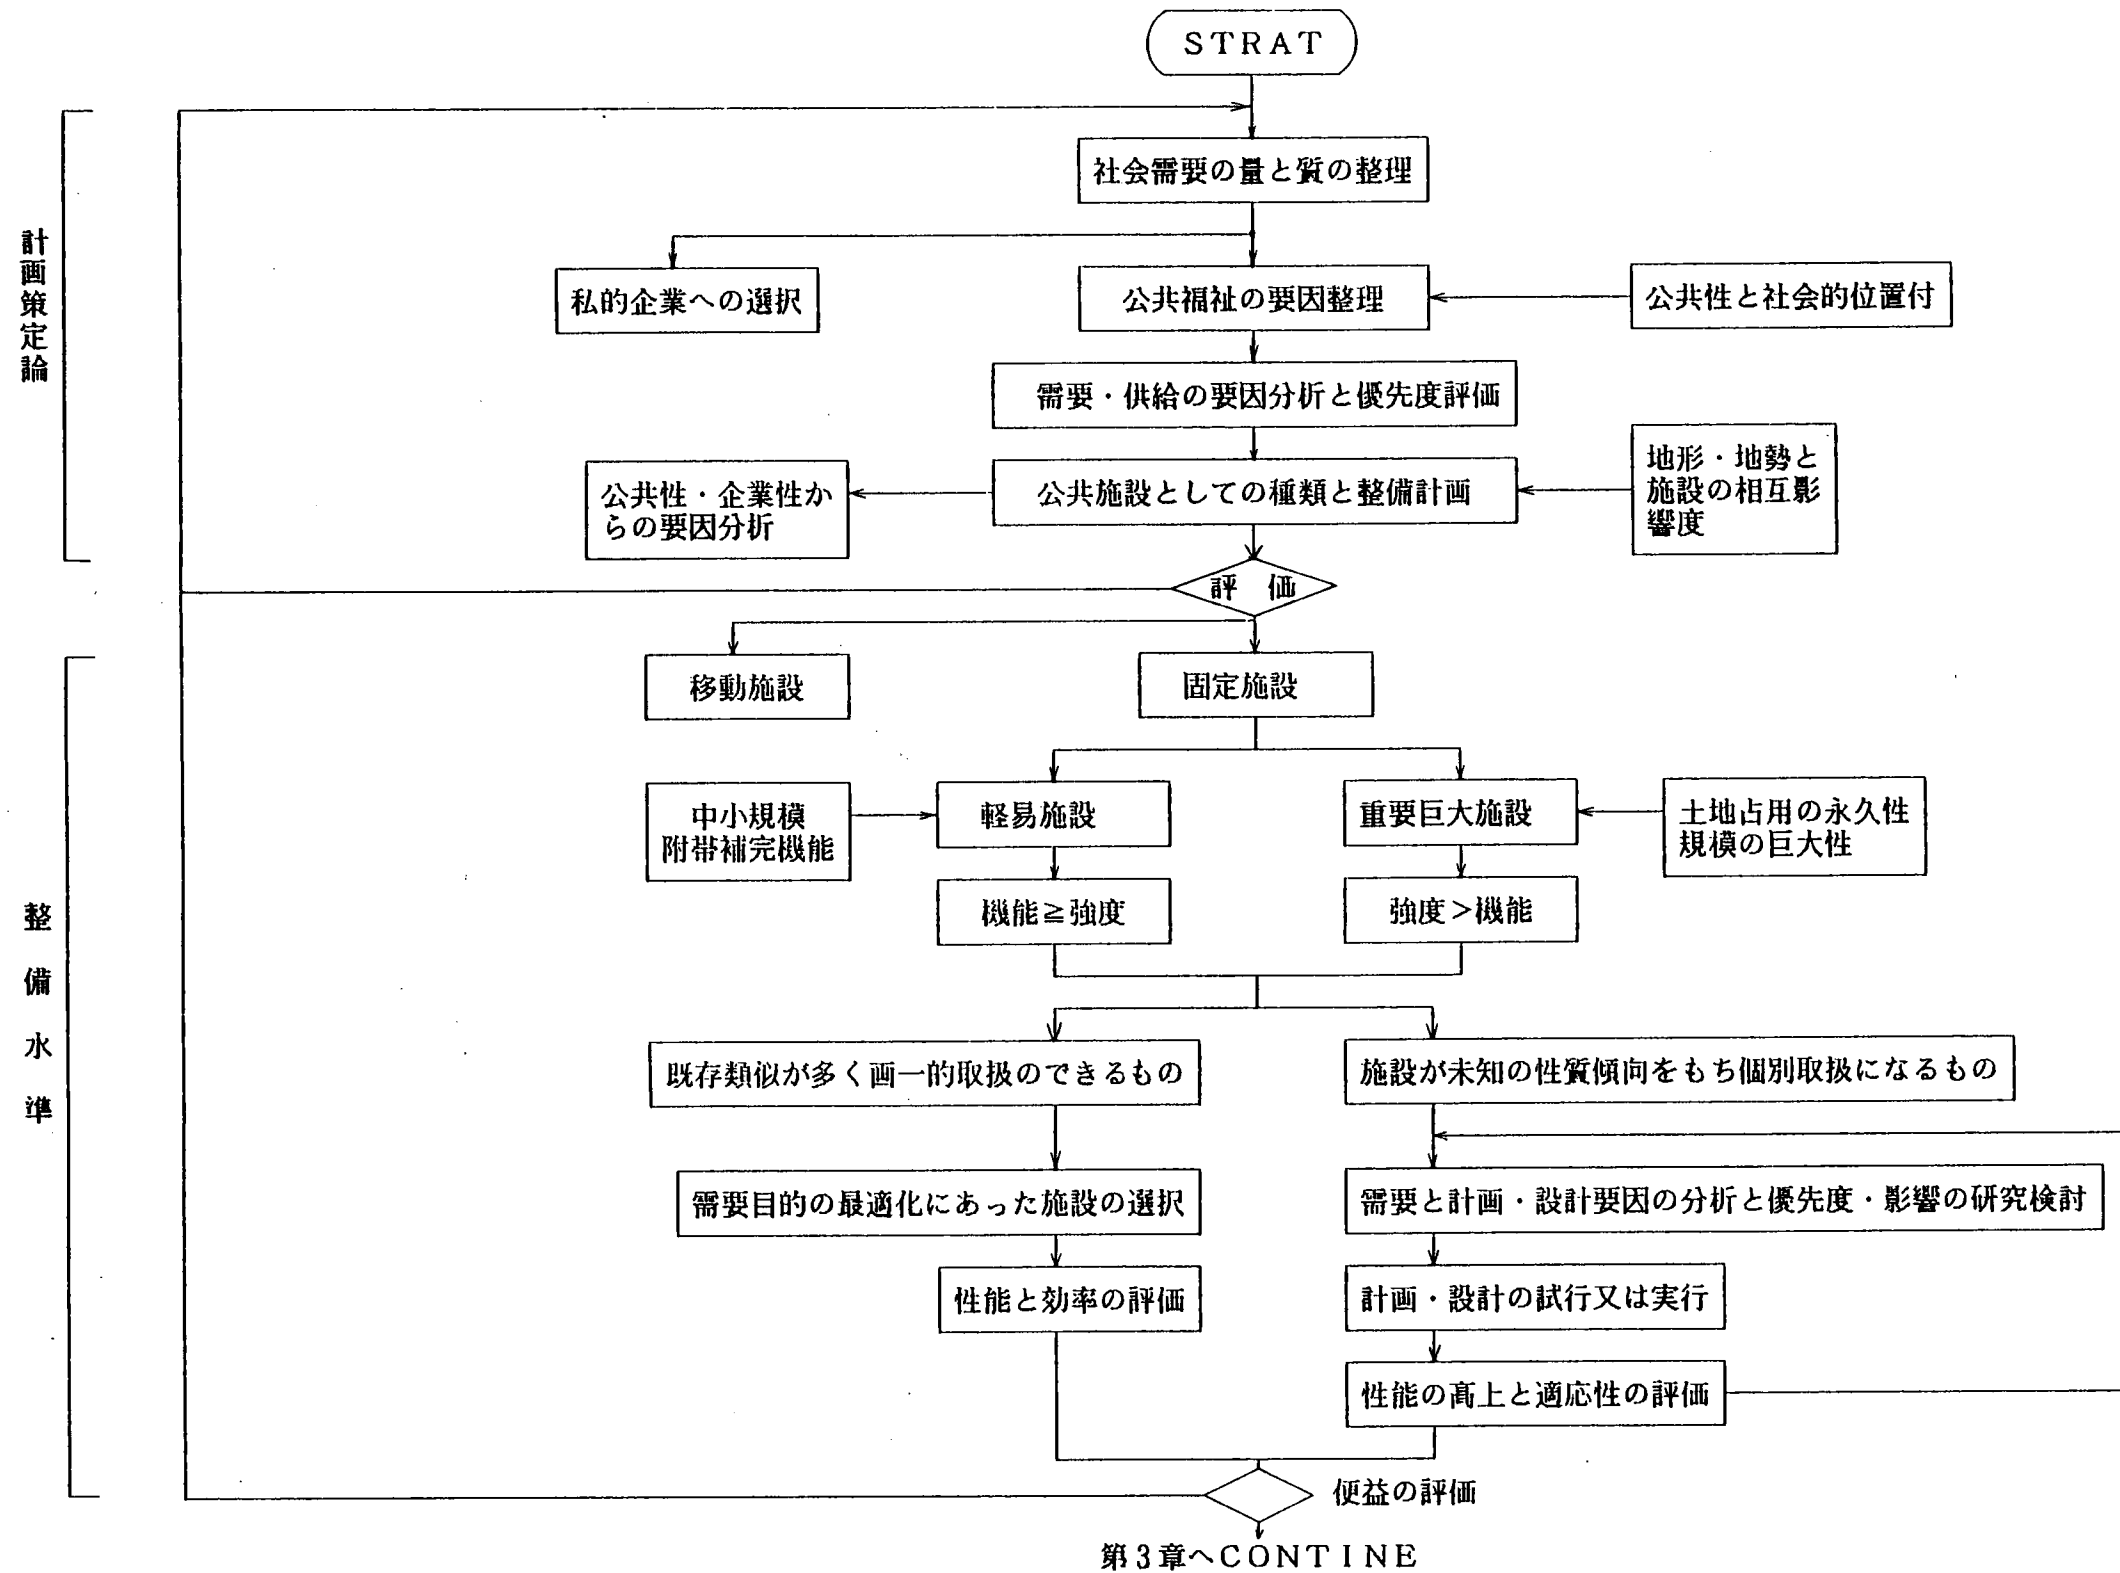 STRAT
計画策定論
社会需要の量と質の整理
私的企業への選択
公共福祉の要因整理
公共性と社会的位置付
需要・供給の要因分析と優先度評価
公共性・企業性か
らの要因分析
公共施設としての種類と整備計画
地形・地勢と
施設の相互影
響度
評　価
整備水準
移動施設
固定施設
中小規模
附帯補完機能
軽易施設
重要巨大施設
土地占用の永久性
規模の巨大性
機能≧強度
強度＞機能
既存類似が多く画一的取扱のできるもの
施設が未知の性質傾向をもち個別取扱になるもの
需要目的の最適化にあった施設の選択
需要と計画・設計要因の分析と優先度・影響の研究検討
性能と効率の評価
計画・設計の試行又は実行
性能の高上と適応性の評価
便益の評価
第３章へCONTINE